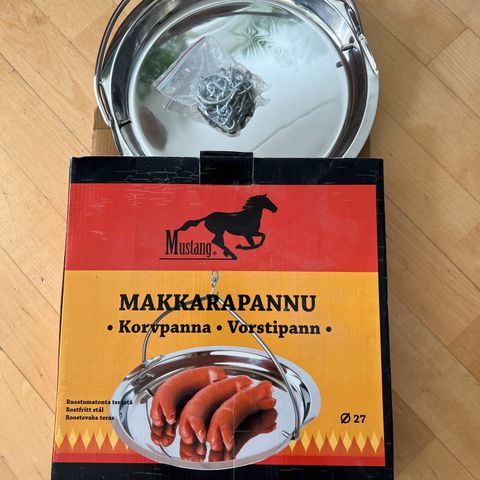 Mustang®
MAKKARAPANNU
• Korvpanna • Vorstipann •
Ruostumatonta terästä
Rostfritt stål
Roostevaba teras
Ø 27